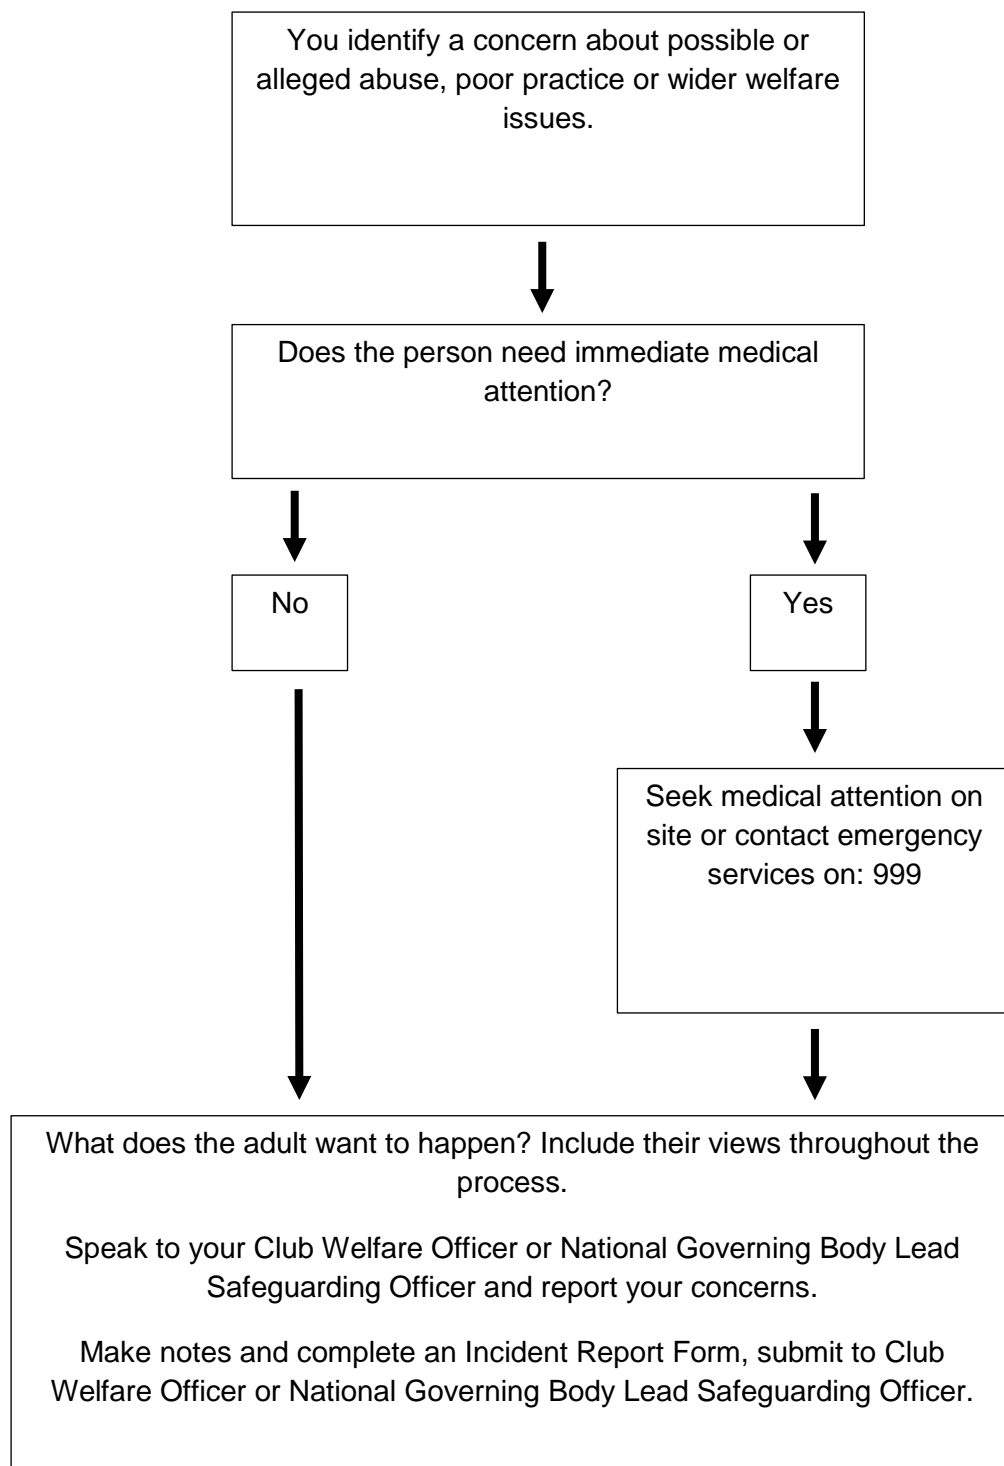 You identify a concern about possible or
alleged abuse, poor practice or wider welfare
issues.
Does the person need immediate medical
attention?
No
Yes
Seek medical attention on
site or contact emergency
services on: 999
What does the adult want to happen? Include their views throughout the
process.
Speak to your Club Welfare Officer or National Governing Body Lead
Safeguarding Officer and report your concerns.
Make notes and complete an Incident Report Form, submit to Club
Welfare Officer or National Governing Body Lead Safeguarding Officer.